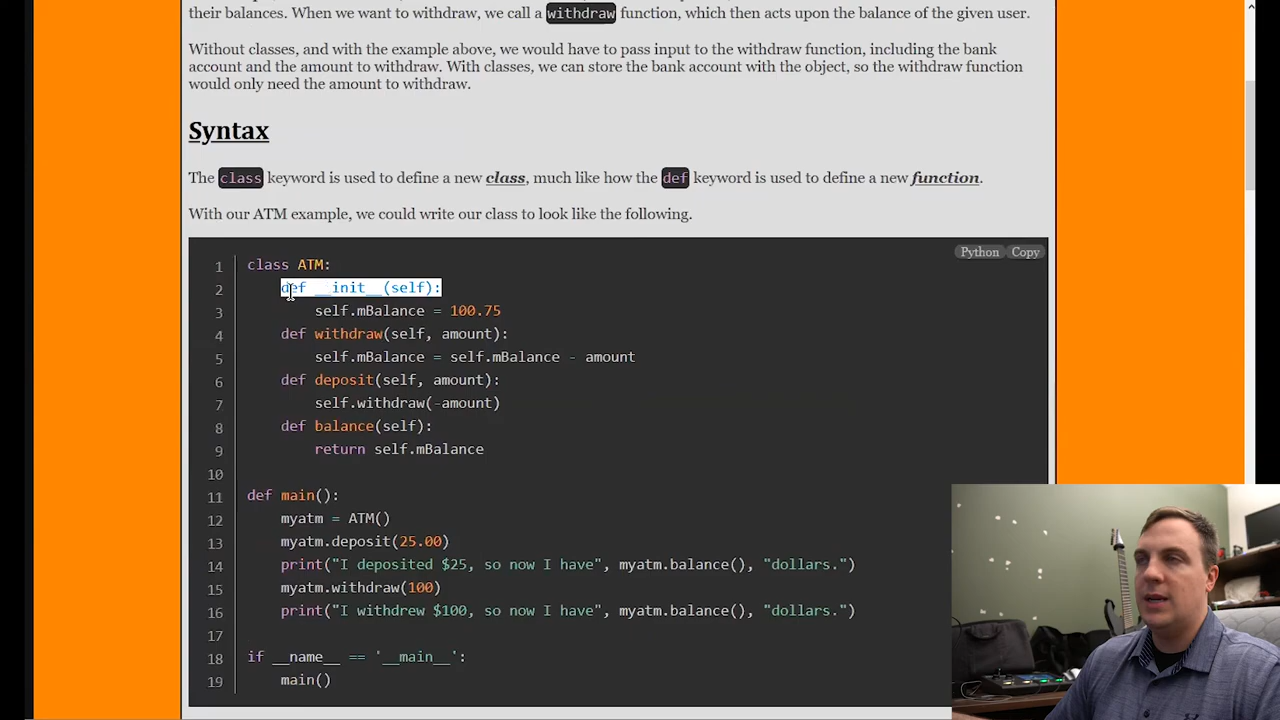 their balances. When we want to withdraw, we call a withdraw function, which then acts upon the balance of the given user.
Without classes, and with the example above, we would have to pass input to the withdraw function, including the bank
account and the amount to withdraw. With classes, we can store the bank account with the object, so the withdraw function
would only need the amount to withdraw.
Syntax
The class keyword is used to define a new class, much like how the def keyword is used to define a new function.
With our ATM example, we could write our class to look like the following.
Python Copy
1 class ATM:
2     def __init__(self):
3         self.mBalance = 100.75
4     def withdraw(self, amount):
5         self.mBalance = self.mBalance - amount
6     def deposit(self, amount):
7         self.withdraw(-amount)
8     def balance(self):
9         return self.mBalance
10
11 def main():
12     myatm = ATM()
13     myatm.deposit(25.00)
14     print("I deposited $25, so now I have", myatm.balance(), "dollars.")
15     myatm.withdraw(100)
16     print("I withdrew $100, so now I have", myatm.balance(), "dollars.")
17
18 if __name__ == '__main__':
19     main()